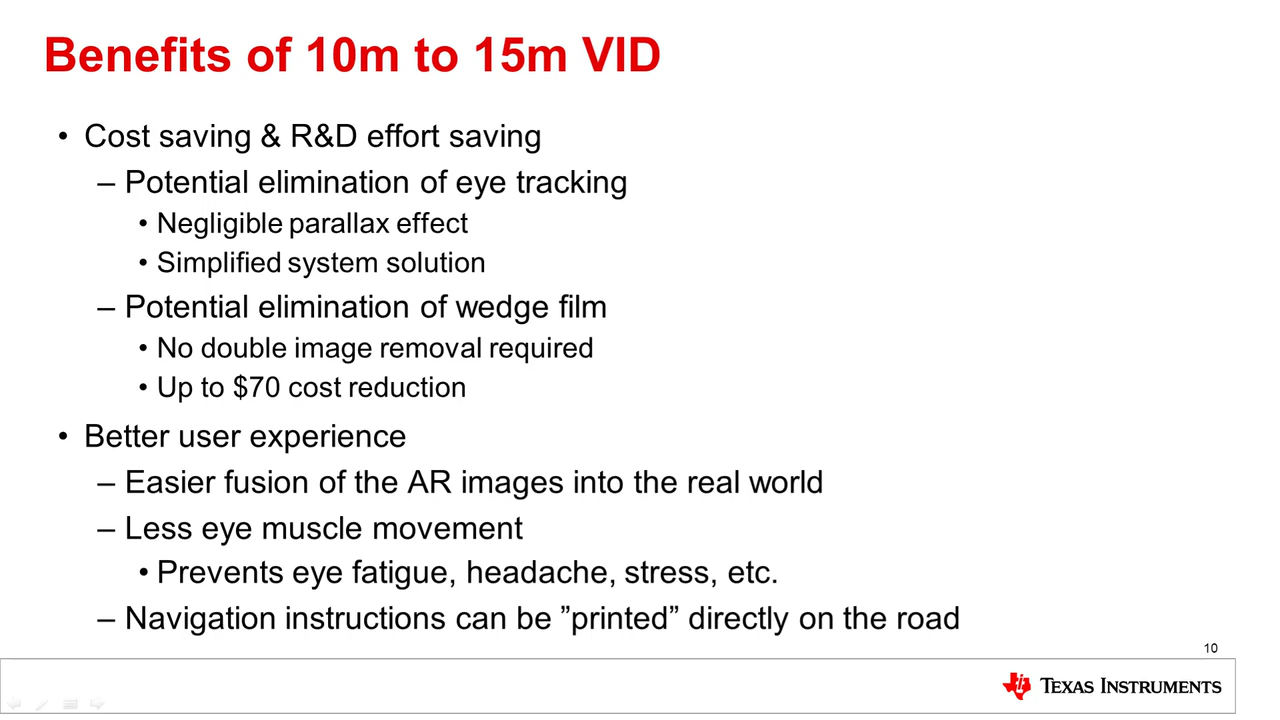 Benefits of 10m to 15m VID
• Cost saving & R&D effort saving
– Potential elimination of eye tracking
• Negligible parallax effect
• Simplified system solution
– Potential elimination of wedge film
• No double image removal required
• Up to $70 cost reduction
• Better user experience
– Easier fusion of the AR images into the real world
– Less eye muscle movement
• Prevents eye fatigue, headache, stress, etc.
– Navigation instructions can be ”printed” directly on the road
10
TEXAS INSTRUMENTS